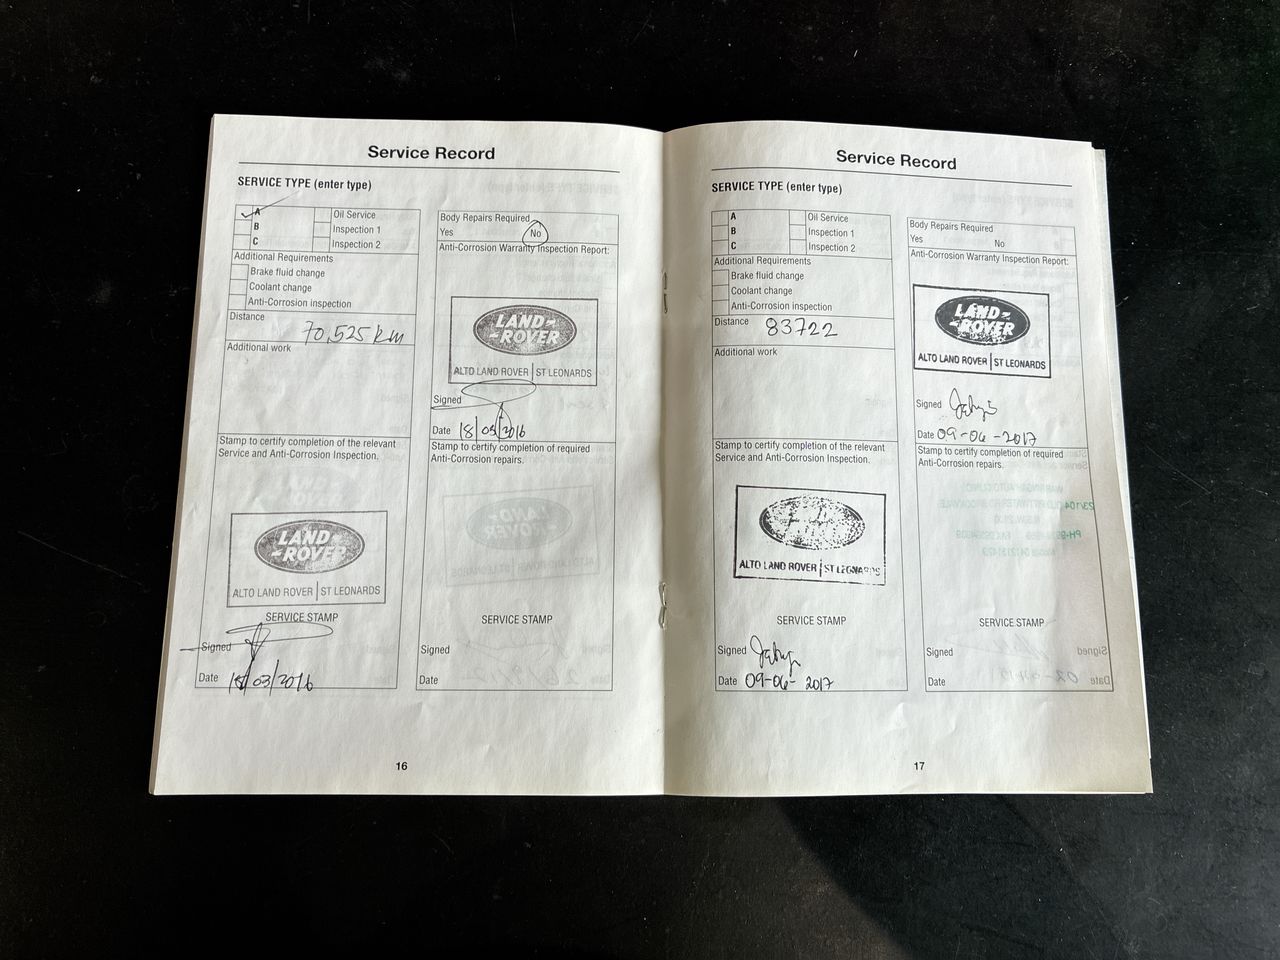 Service Record
SERVICE TYPE (enter type)
A Oil Service
B Inspection 1
C Inspection 2
Additional Requirements
Brake fluid change
Coolant change
Anti-Corrosion inspection
Distance 70,525 km
Additional work
Stamp to certify completion of the relevant
Service and Anti-Corrosion Inspection.
LAND-
-ROVER
ALTO LAND ROVER | ST LEONARDS
SERVICE STAMP
Signed
Date 18/03/2016
Body Repairs Required
Yes No
Anti-Corrosion Warranty Inspection Report:
LAND-
-ROVER
ALTO LAND ROVER | ST LEONARDS
Signed
Date 18/03/2016
Stamp to certify completion of required
Anti-Corrosion repairs.
SERVICE STAMP
Signed
Date
16
Service Record
SERVICE TYPE (enter type)
A Oil Service
B Inspection 1
C Inspection 2
Additional Requirements
Brake fluid change
Coolant change
Anti-Corrosion inspection
Distance 83722
Additional work
Stamp to certify completion of the relevant
Service and Anti-Corrosion Inspection.
ALTO LAND ROVER | ST LEONARDS
SERVICE STAMP
Signed
Date 09-06-2017
Body Repairs Required
Yes No
Anti-Corrosion Warranty Inspection Report:
LAND-
-ROVER
ALTO LAND ROVER | ST LEONARDS
Signed
Date 09-06-2017
Stamp to certify completion of required
Anti-Corrosion repairs.
SERVICE STAMP
Signed
Date
17